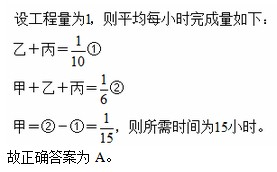 设工程量为1，则平均每小时完成量如下：
乙+丙=1/10①
甲+乙+丙=1/6②
甲=②-①=1/15，则所需时间为15小时。
故正确答案为 A。